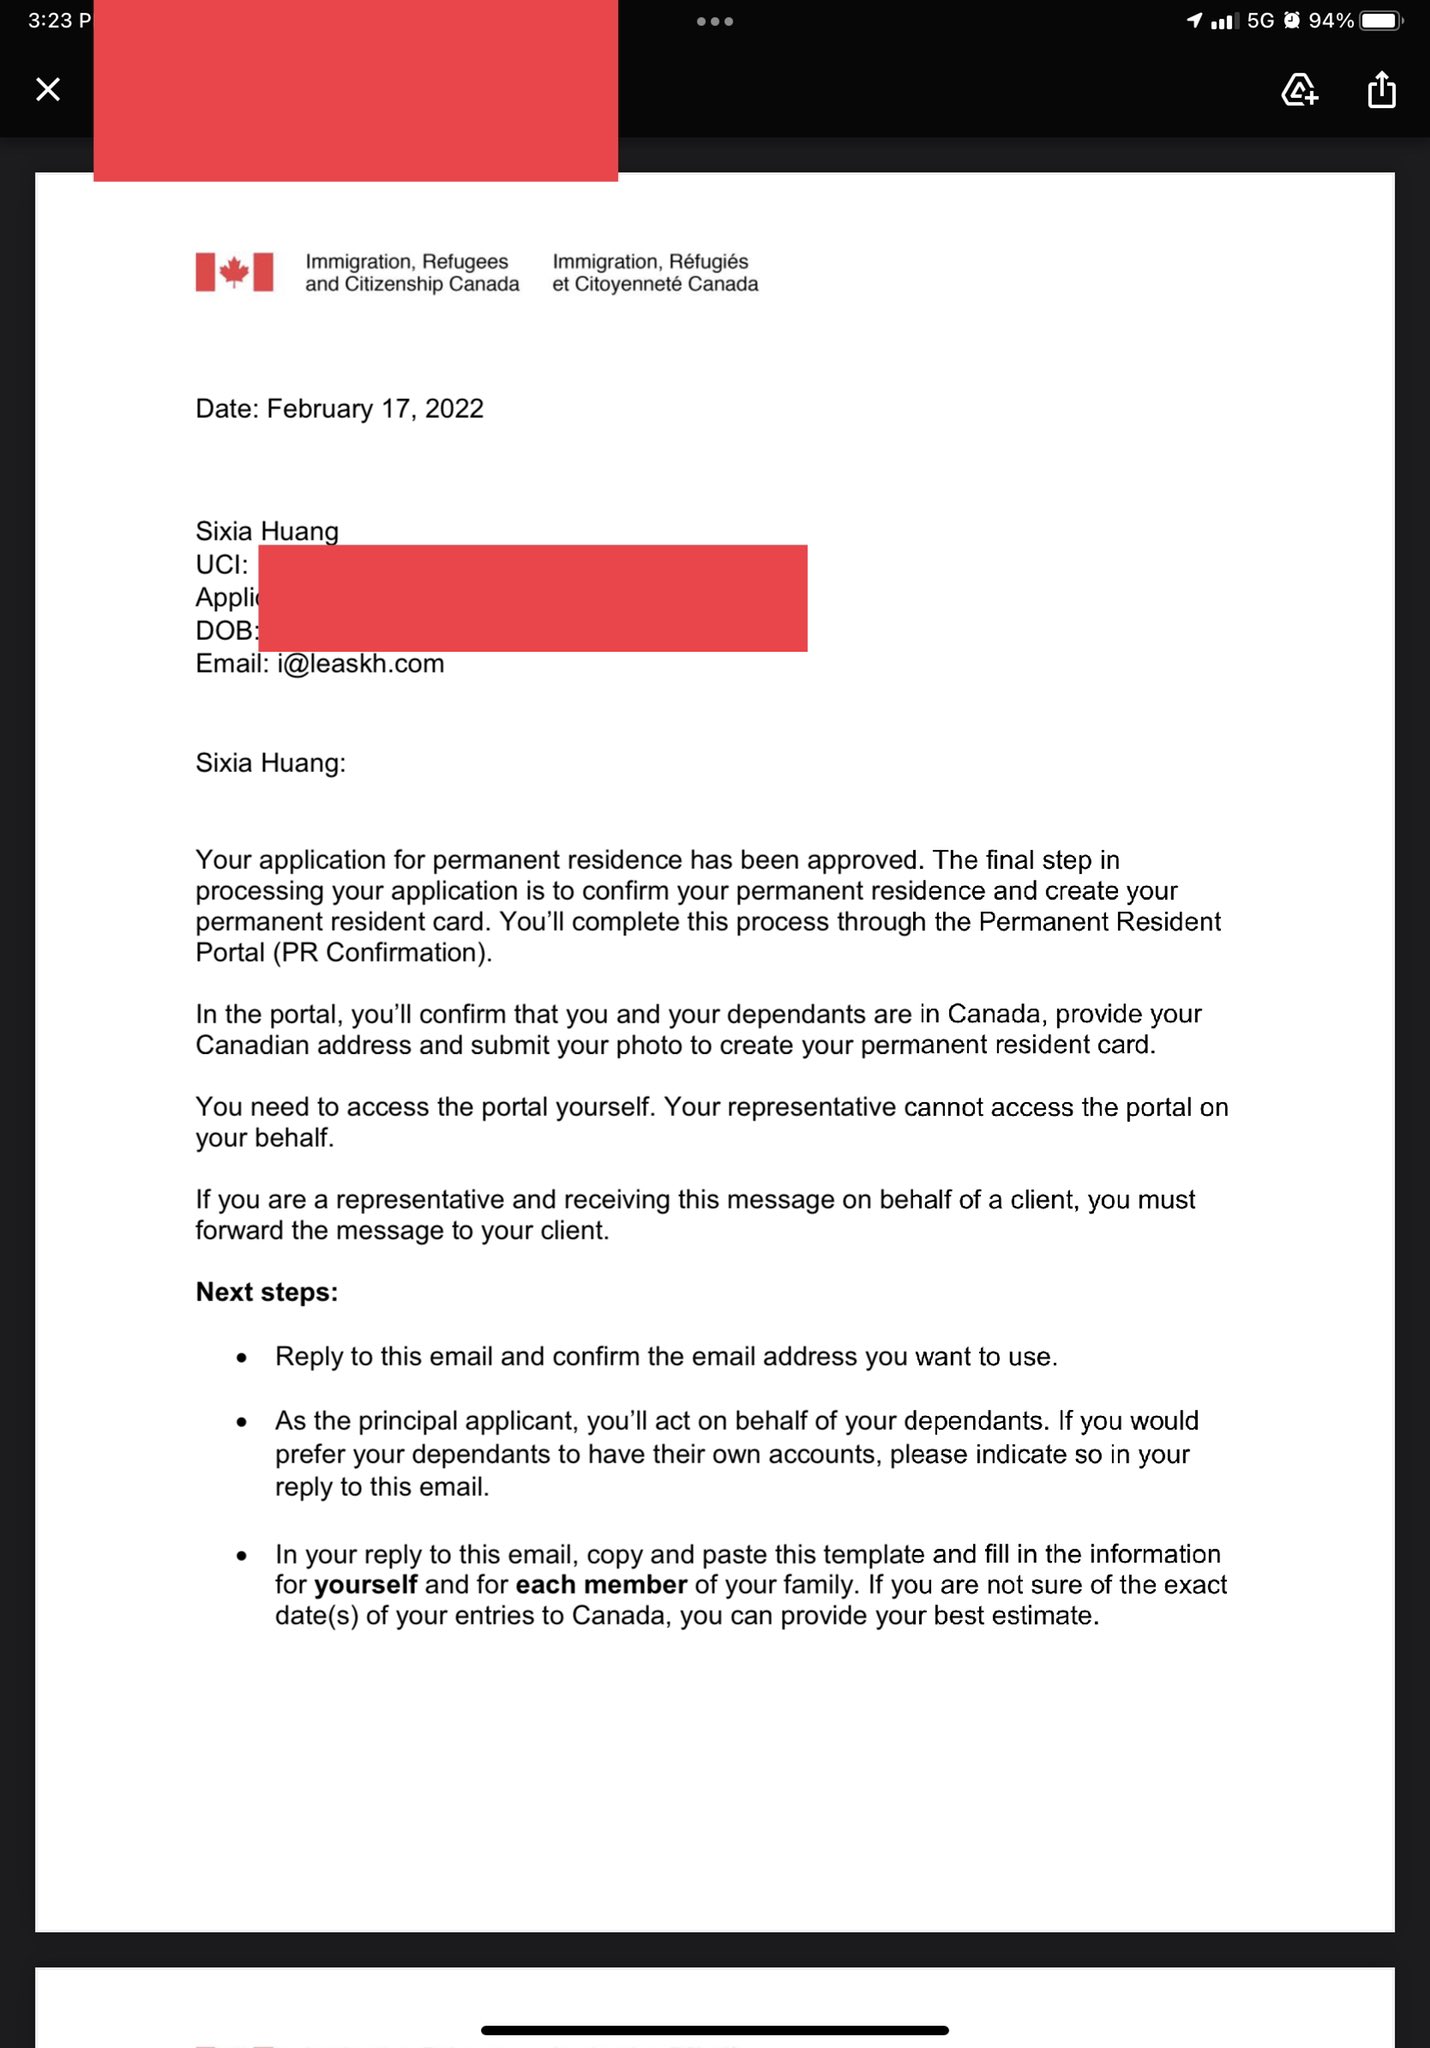 3:23 P
5G 94%
Immigration, Refugees and Citizenship Canada
Immigration, Réfugiés et Citoyenneté Canada
Date: February 17, 2022
Sixia Huang
UCI:
Applic
DOB:
Email: i@leaskh.com
Sixia Huang:
Your application for permanent residence has been approved. The final step in
processing your application is to confirm your permanent residence and create your
permanent resident card. You’ll complete this process through the Permanent Resident
Portal (PR Confirmation).
In the portal, you’ll confirm that you and your dependants are in Canada, provide your
Canadian address and submit your photo to create your permanent resident card.
You need to access the portal yourself. Your representative cannot access the portal on
your behalf.
If you are a representative and receiving this message on behalf of a client, you must
forward the message to your client.
Next steps:
• Reply to this email and confirm the email address you want to use.
• As the principal applicant, you’ll act on behalf of your dependants. If you would
prefer your dependants to have their own accounts, please indicate so in your
reply to this email.
• In your reply to this email, copy and paste this template and fill in the information
for yourself and for each member of your family. If you are not sure of the exact
date(s) of your entries to Canada, you can provide your best estimate.